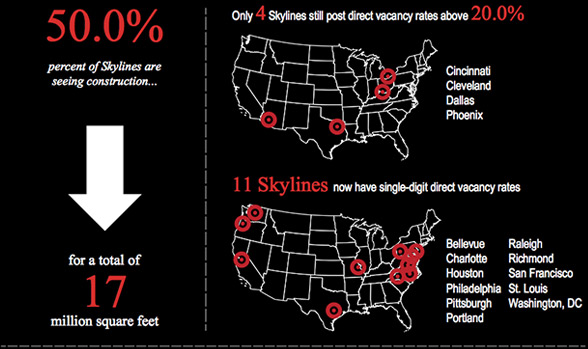 50.0%
percent of Skylines are
seeing construction...
for a total of
17
million square feet
Only 4 Skylines still post direct vacancy rates above 20.0%
Cincinnati
Cleveland
Dallas
Phoenix
11 Skylines now have single-digit direct vacancy rates
Bellevue
Charlotte
Houston
Philadelphia
Pittsburgh
Portland
Raleigh
Richmond
San Francisco
St. Louis
Washington, DC